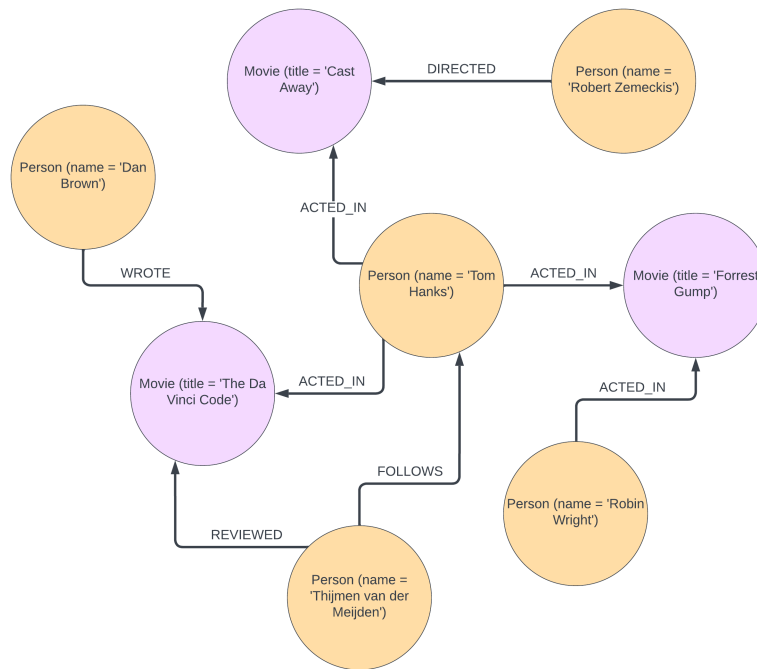 Movie (title = 'Cast
Away')
DIRECTED
Person (name =
'Robert Zemeckis')
Person (name = 'Dan
Brown')
ACTED_IN
WROTE
Person (name = 'Tom
Hanks')
ACTED_IN
Movie (title = 'Forrest
Gump')
Movie (title = 'The Da
Vinci Code')
ACTED_IN
ACTED_IN
FOLLOWS
Person (name = 'Robin
Wright')
REVIEWED
Person (name =
'Thijmen van der
Meijden')